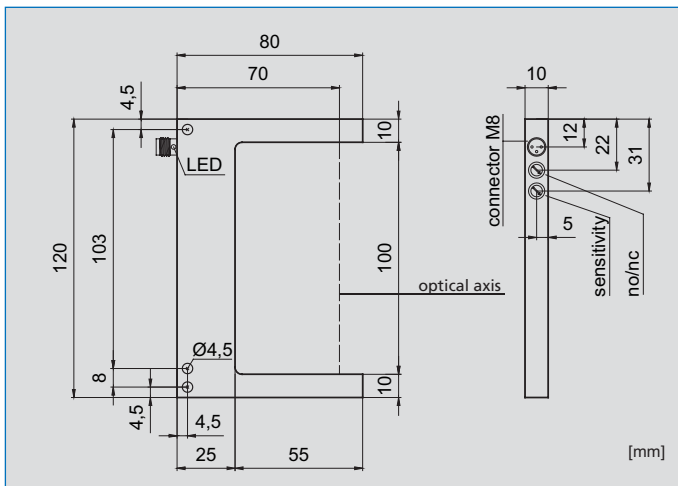 80
70
10
4,5
10
12
22
31
connector M8
LED
120
103
100
5
sensitivity
no/nc
optical axis
Ø4,5
8
10
4,5
4,5
25
55
[mm]